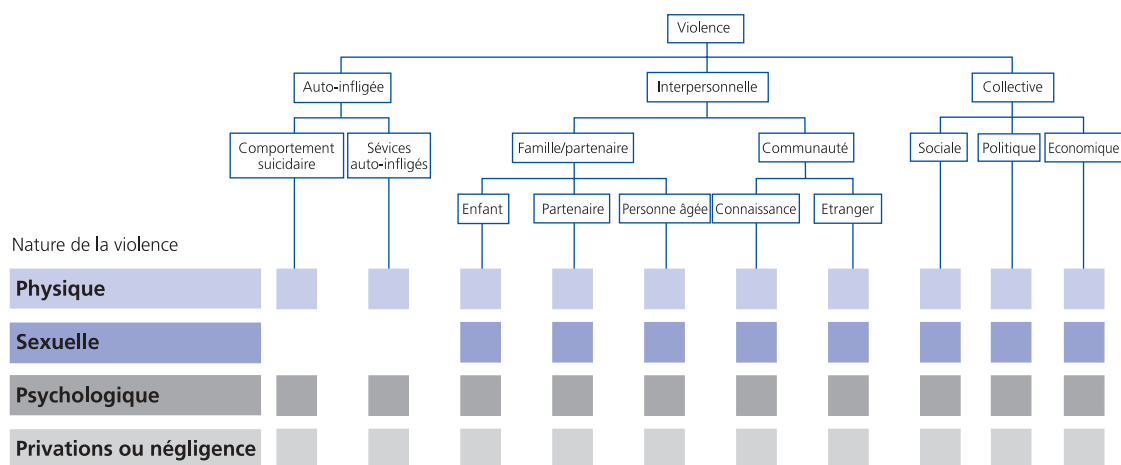 Violence
Auto-infligée
Interpersonnelle
Collective
Comportement
suicidaire
Sévices
auto-infligés
Famille/partenaire
Communauté
Sociale
Politique
Economique
Enfant
Partenaire
Personne âgée
Connaissance
Etranger
Nature de la violence
Physique
Sexuelle
Psychologique
Privations ou négligence